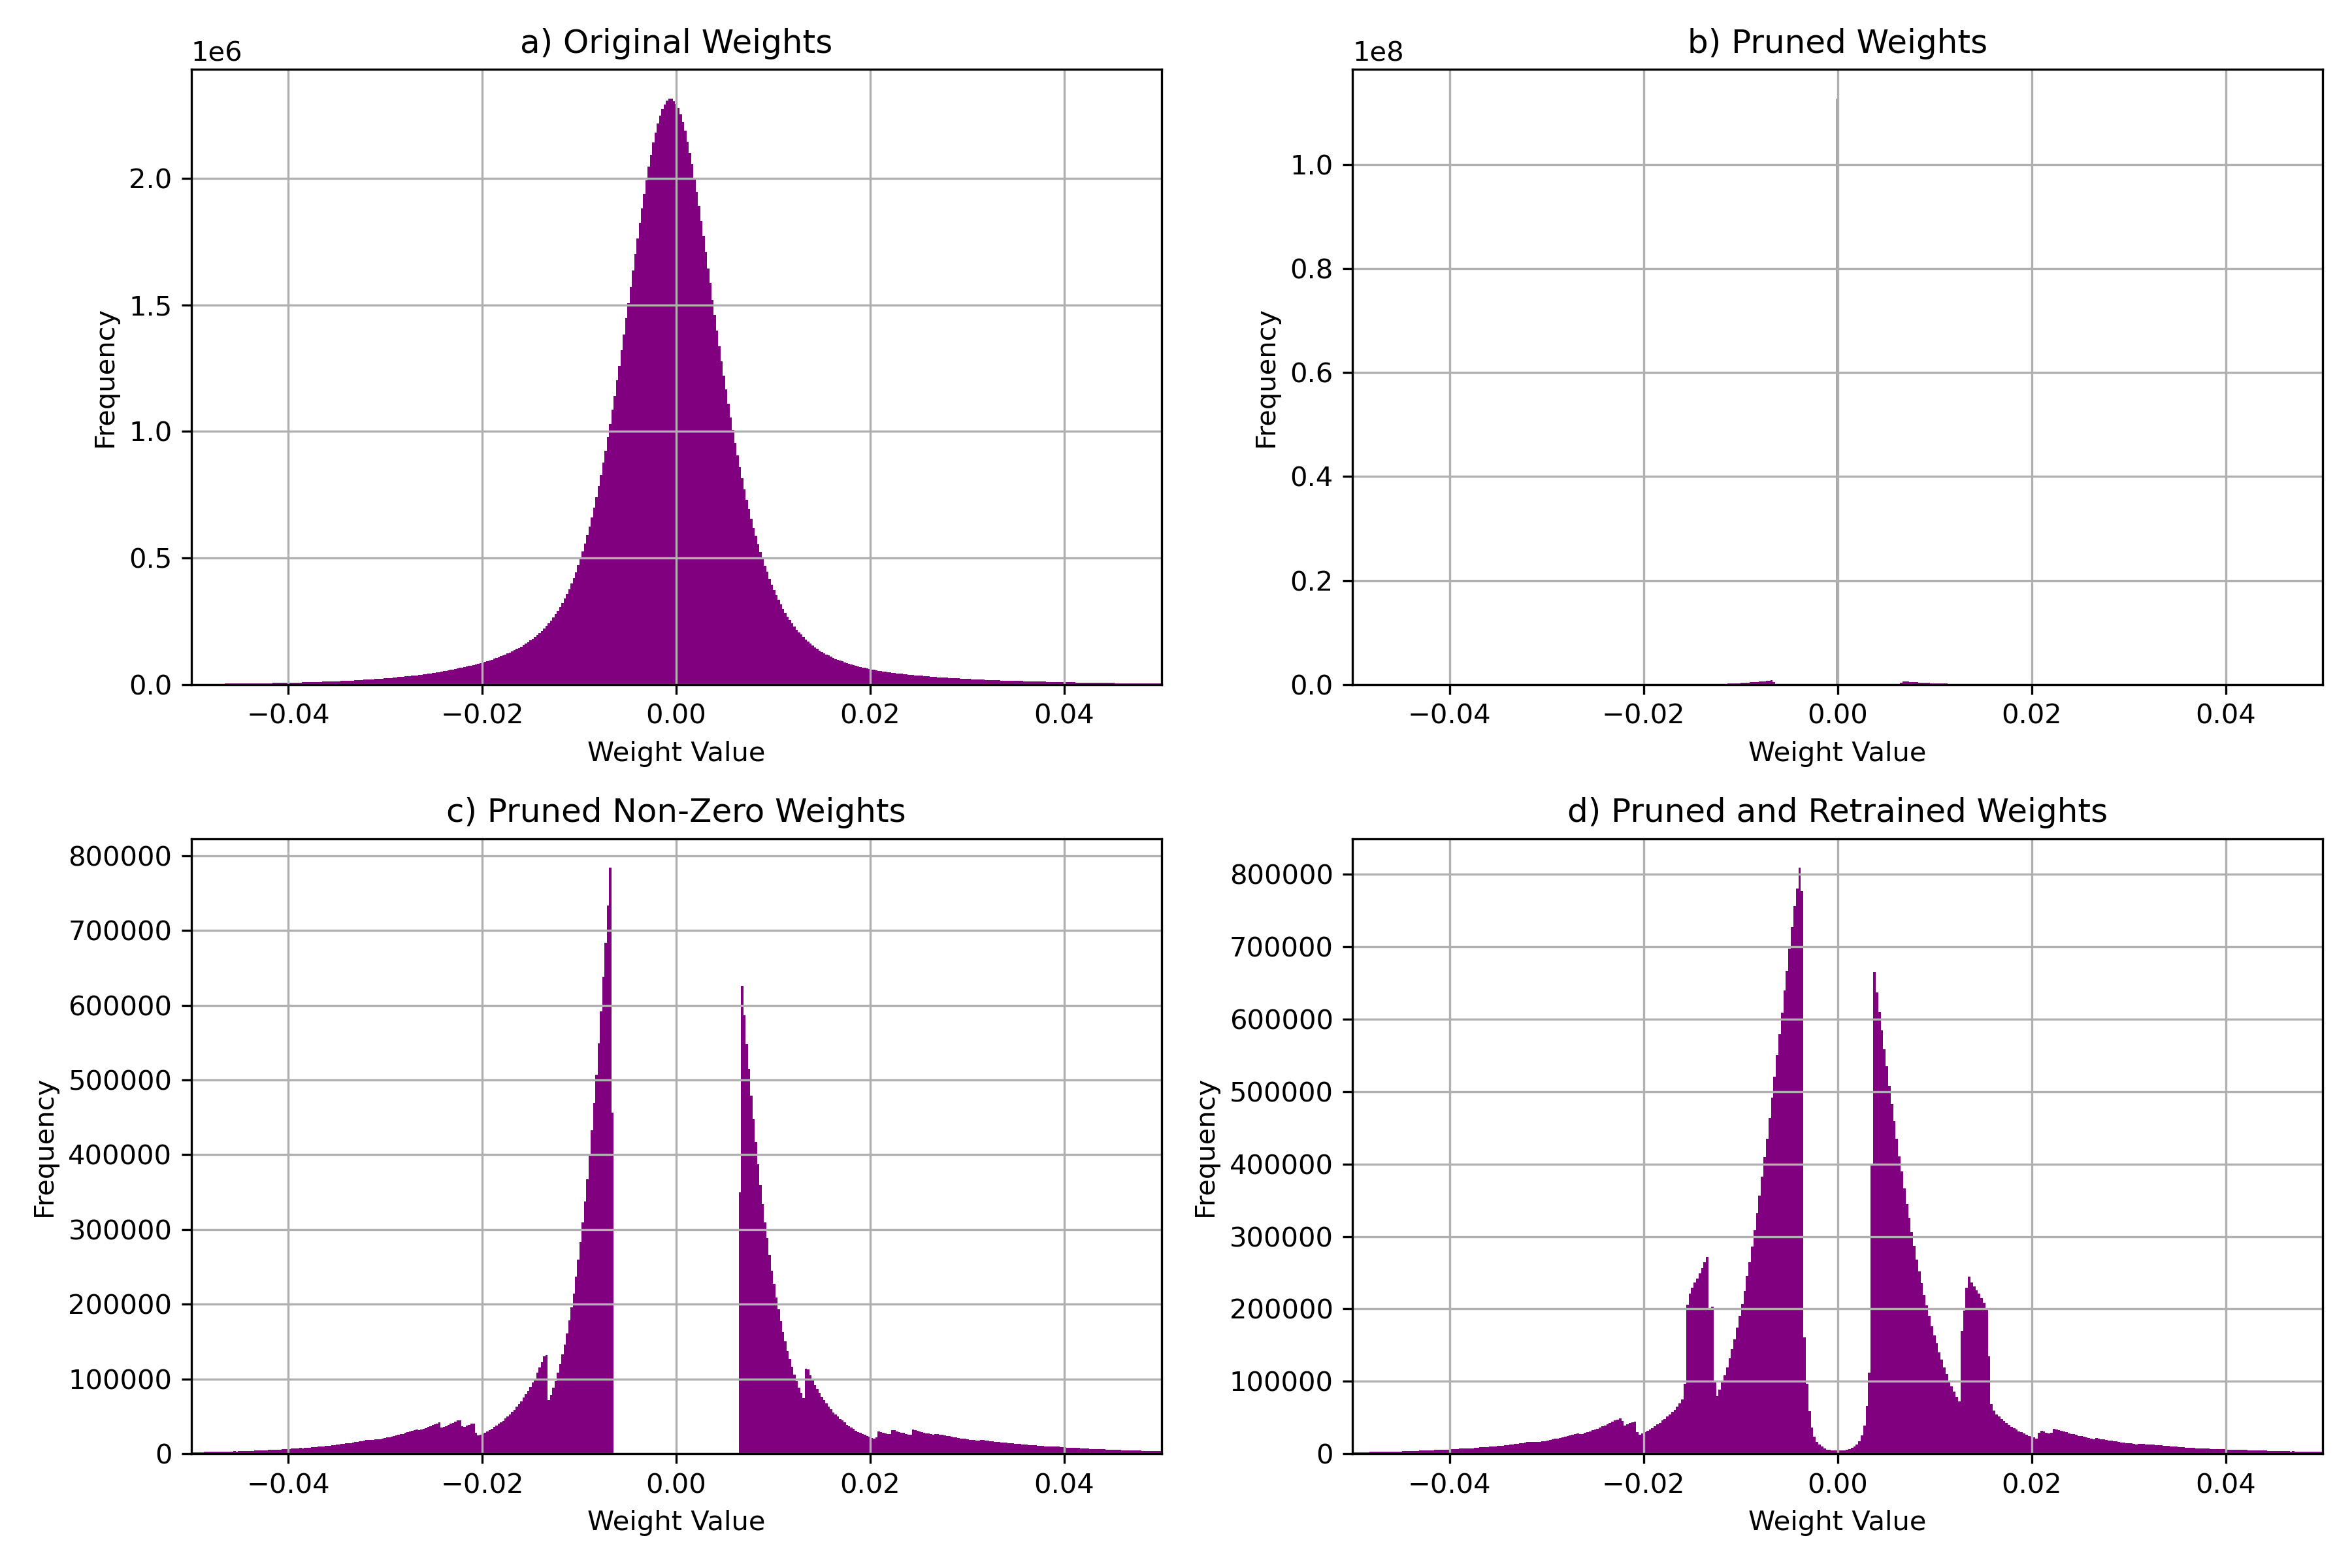 a) Original Weights
1e6
2.0
1.5
1.0
0.5
0.0
Frequency
−0.04 −0.02 0.00 0.02 0.04
Weight Value
b) Pruned Weights
1e8
1.0
0.8
0.6
0.4
0.2
0.0
Frequency
−0.04 −0.02 0.00 0.02 0.04
Weight Value
c) Pruned Non-Zero Weights
800000
700000
600000
500000
400000
300000
200000
100000
0
Frequency
−0.04 −0.02 0.00 0.02 0.04
Weight Value
d) Pruned and Retrained Weights
800000
700000
600000
500000
400000
300000
200000
100000
0
Frequency
−0.04 −0.02 0.00 0.02 0.04
Weight Value